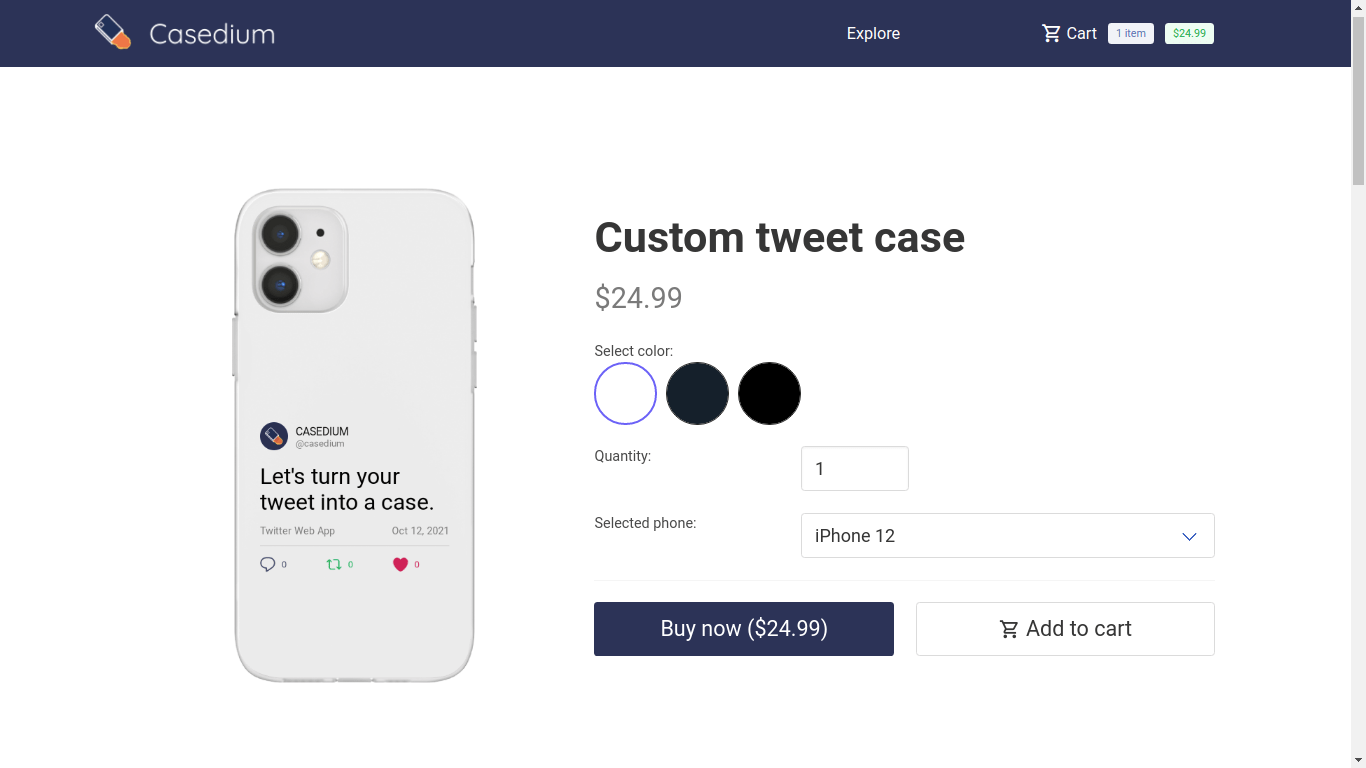 Casedium
Explore
Cart 1 item $24.99
Custom tweet case
$24.99
Select color:
Quantity:
1
Selected phone:
iPhone 12
Buy now ($24.99)
Add to cart
CASEDIUM
@casedium
Let's turn your
tweet into a case.
Twitter Web App Oct 12, 2021
0 0 0